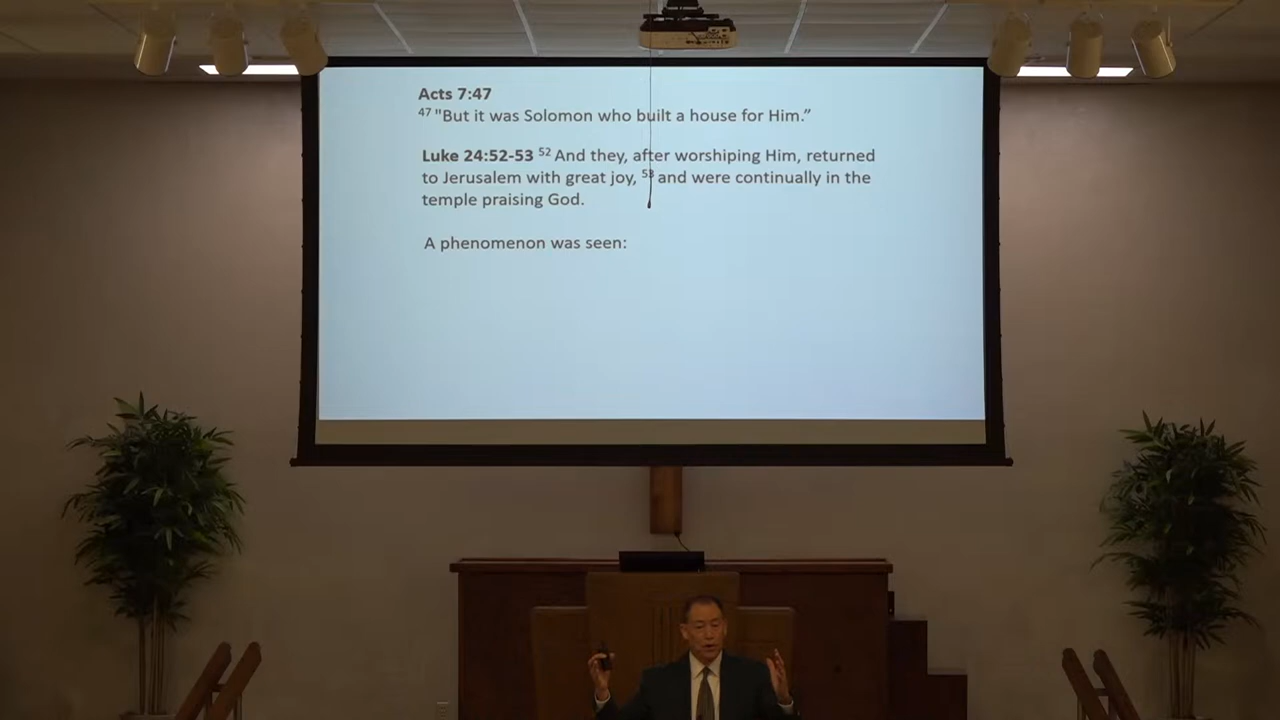 Acts 7:47
47 "But it was Solomon who built a house for Him.”
Luke 24:52-53 52 And they, after worshiping Him, returned
to Jerusalem with great joy, 53 and were continually in the
temple praising God.
A phenomenon was seen: